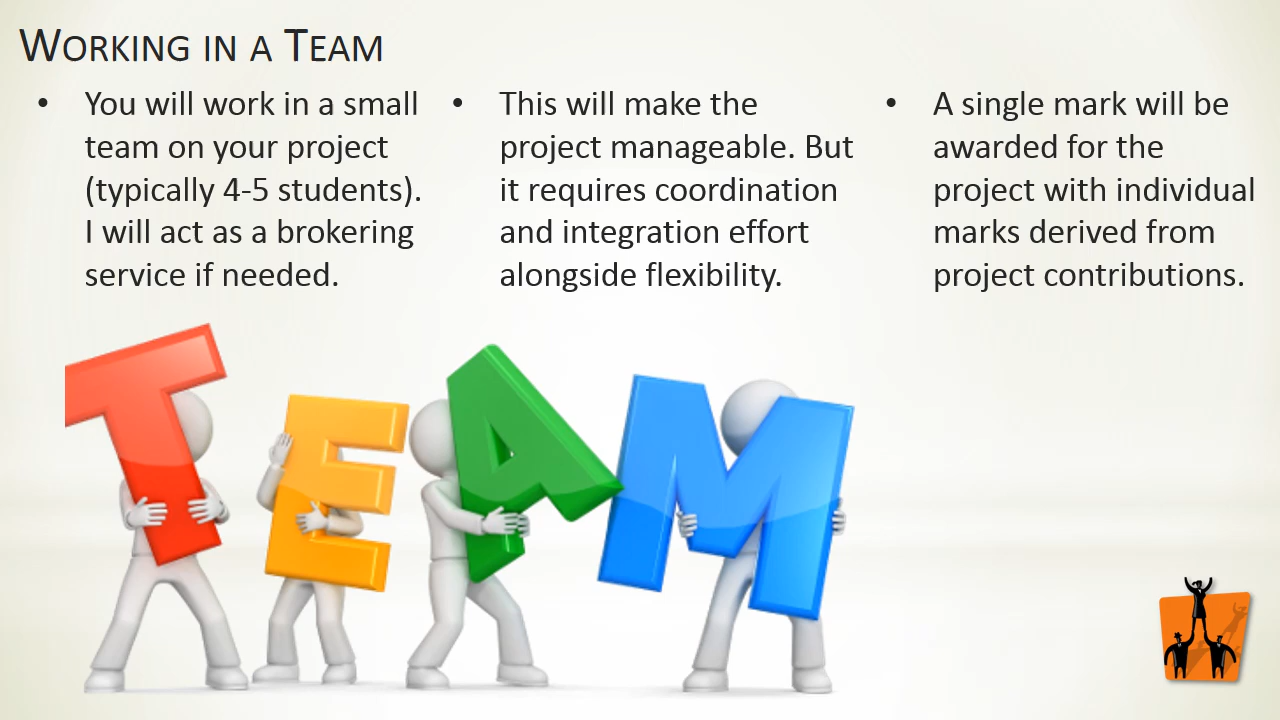 WORKING IN A TEAM
• You will work in a small
team on your project
(typically 4-5 students).
I will act as a brokering
service if needed.
• This will make the
project manageable. But
it requires coordination
and integration effort
alongside flexibility.
• A single mark will be
awarded for the
project with individual
marks derived from
project contributions.
TEAM